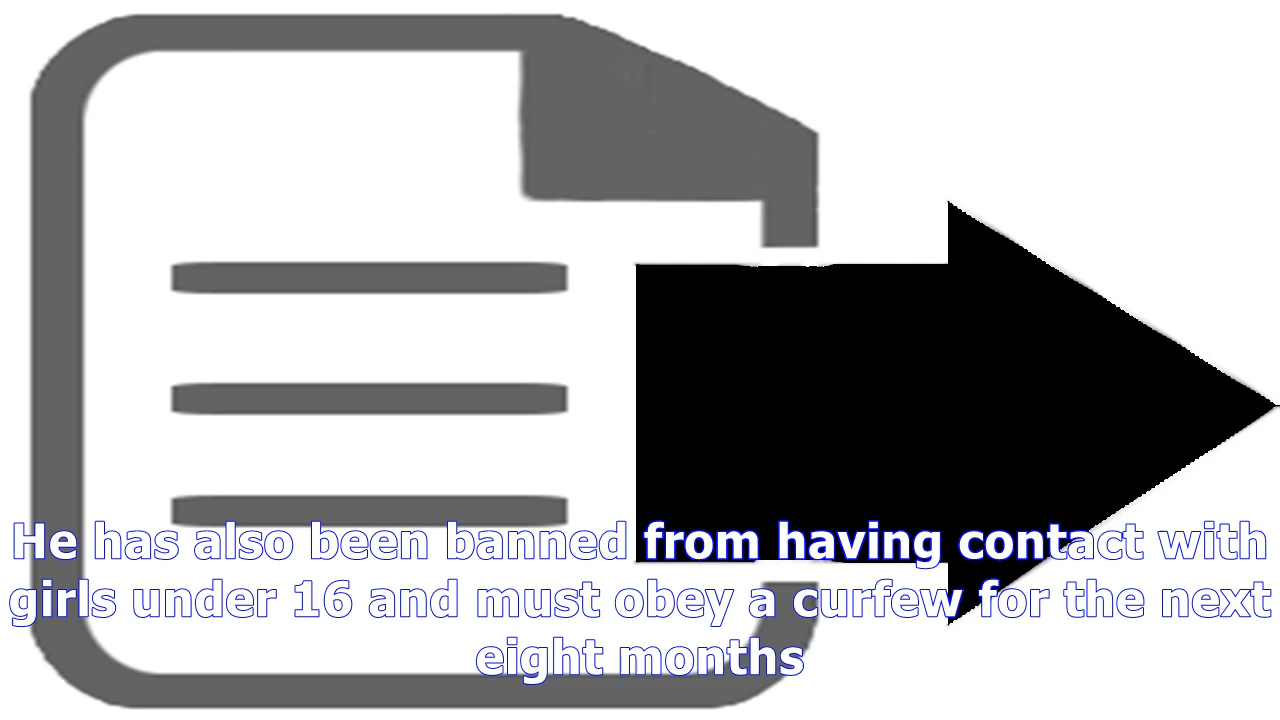 He has also been banned from having contact with
girls under 16 and must obey a curfew for the next
eight months